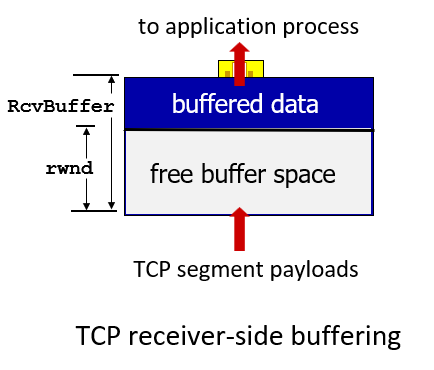 to application process
RcvBuffer
buffered data
rwnd
free buffer space
TCP segment payloads
TCP receiver-side buffering